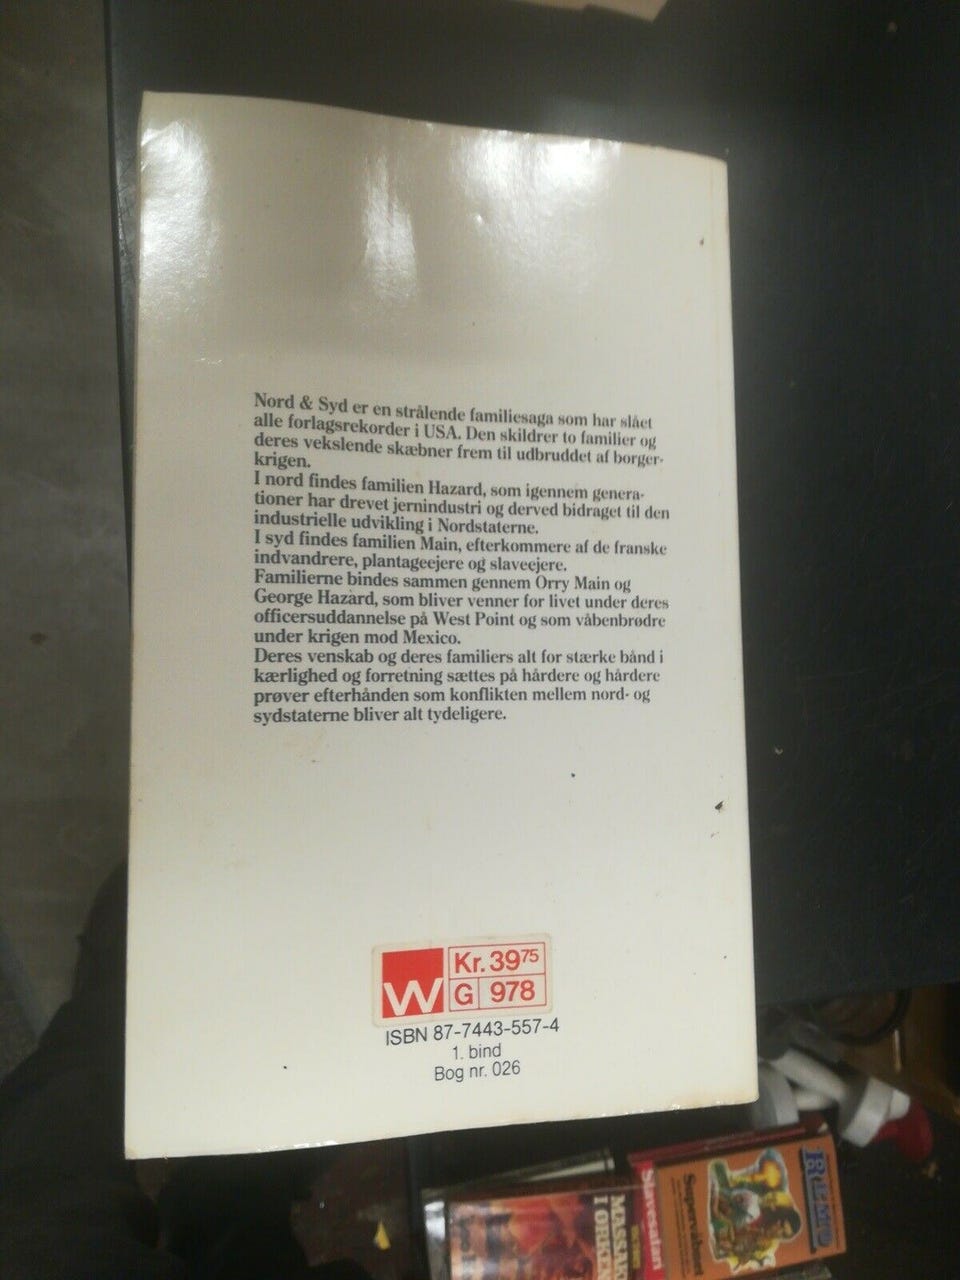 Nord & Syd er en strålende familiesaga som har slået
alle forlagsrekorder i USA. Den skildrer to familier og
deres vekslende skæbner frem til udbruddet af borger-
krigen.
I nord findes familien Hazard, som igennem genera-
tioner har drevet jernindustri og derved bidraget til den
industrielle udvikling i Nordstaterne.
I syd findes familien Main, efterkommere af de franske
indvandrere, plantageejere og slaveejere.
Familierne bindes sammen gennem Orry Main og
George Hazard, som bliver venner for livet under deres
officersuddannelse på West Point og som våbenbrødre
under krigen mod Mexico.
Deres venskab og deres familiers alt for stærke bånd i
kærlighed og forretning sættes på hårdere og hårdere
prøver efterhånden som konflikten mellem nord- og
sydstaterne bliver alt tydeligere.
W
Kr. 3975
G 978
ISBN 87-7443-557-4
1. bind
Bog nr. 026
Slavesafari
Supervåbnet